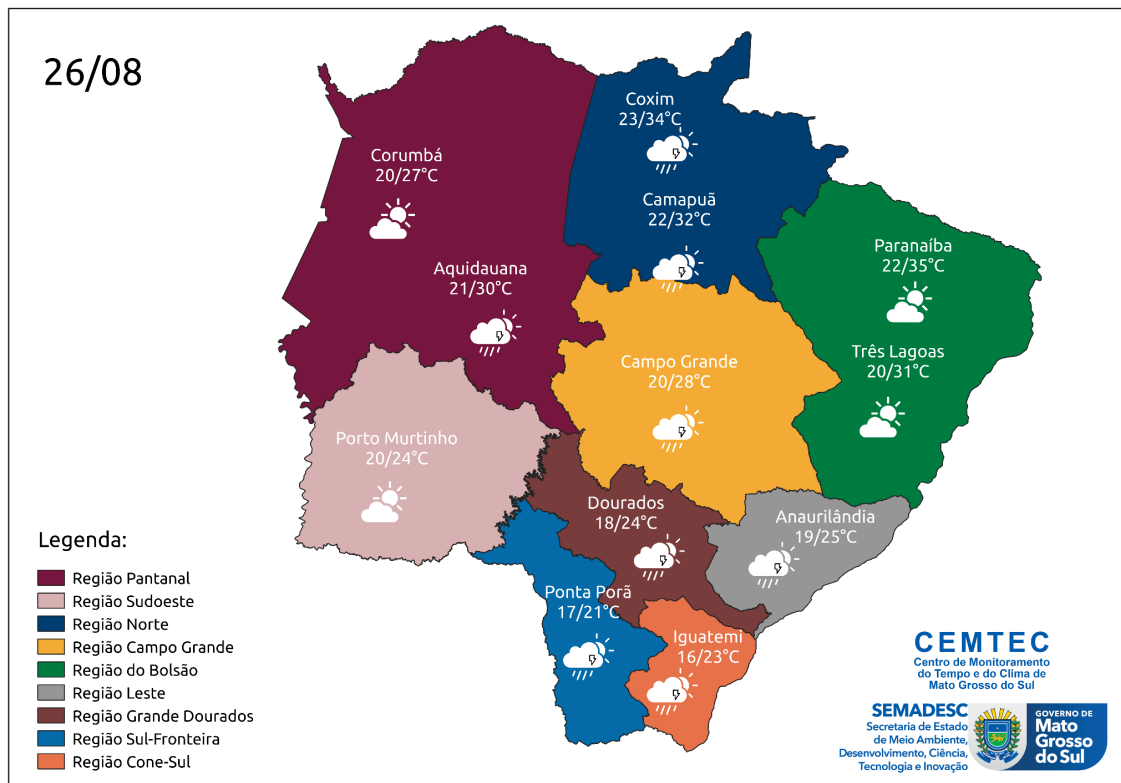 26/08
Coxim
23/34°C
Corumbá
20/27°C
Camapuã
22/32°C
Paranaíba
22/35°C
Aquidauana
21/30°C
Três Lagoas
20/31°C
Campo Grande
20/28°C
Porto Murtinho
20/24°C
Dourados
18/24°C
Anaurilândia
19/25°C
Ponta Porã
17/21°C
Iguatemi
16/23°C
Legenda:
Região Pantanal
Região Sudoeste
Região Norte
Região Campo Grande
Região do Bolsão
Região Leste
Região Grande Dourados
Região Sul-Fronteira
Região Cone-Sul
CEMTEC
Centro de Monitoramento
do Tempo e do Clima de
Mato Grosso do Sul
SEMADESC
Secretaria de Estado
de Meio Ambiente,
Desenvolvimento, Ciência,
Tecnologia e Inovação
GOVERNO DE
Mato
Grosso
do Sul